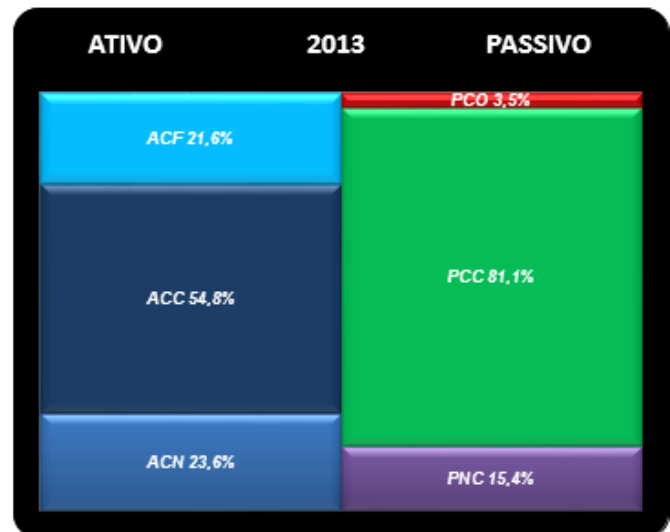 ATIVO 2013 PASSIVO
ACF 21,6%
ACC 54,8%
ACN 23,6%
PCO 3,5%
PCC 81,1%
PNC 15,4%